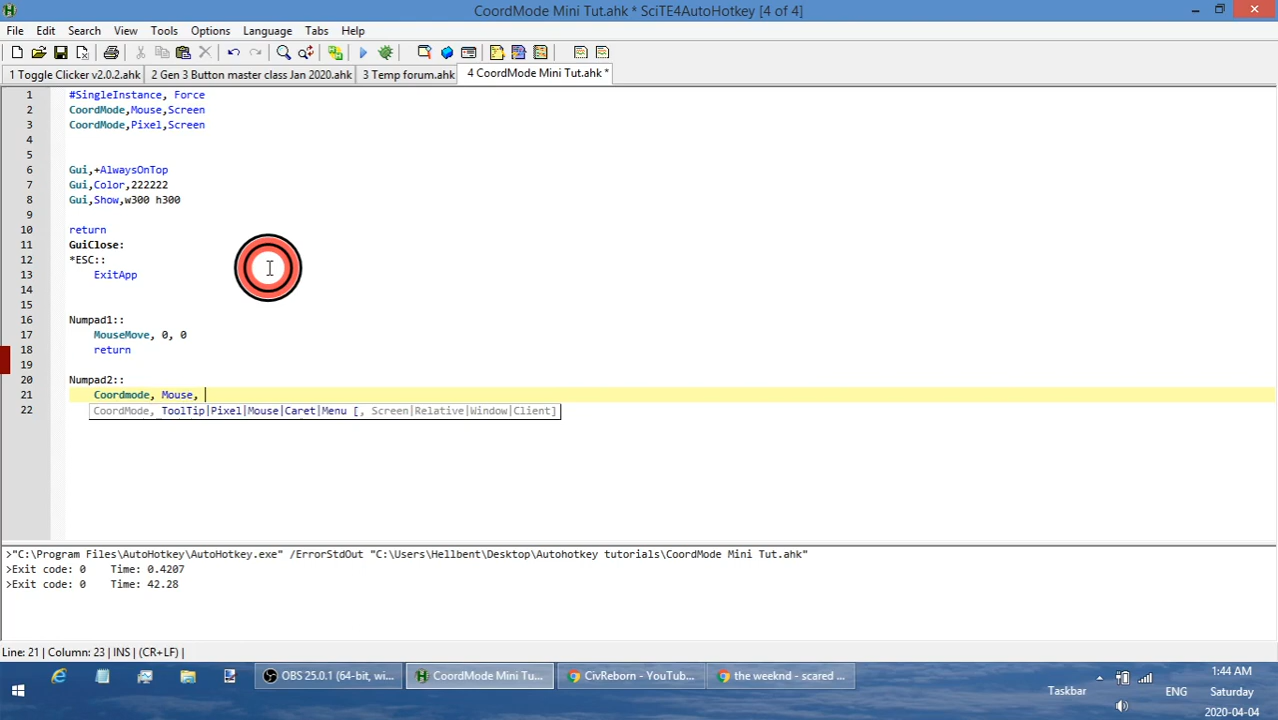 CoordMode Mini Tut.ahk * SciTE4AutoHotkey [4 of 4]
File Edit Search View Tools Options Language Tabs Help
1 Toggle Clicker v2.0.2.ahk 2 Gen 3 Button master class Jan 2020.ahk 3 Temp forum.ahk 4 CoordMode Mini Tut.ahk *
1 #SingleInstance, Force
2 CoordMode,Mouse,Screen
3 CoordMode,Pixel,Screen
4
5
6 Gui,+AlwaysOnTop
7 Gui,Color,222222
8 Gui,Show,w300 h300
9
10 return
11 GuiClose:
12 *ESC::
13 ExitApp
14
15
16 Numpad1::
17 MouseMove, 0, 0
18 return
19
20 Numpad2::
21 Coordmode, Mouse,
22 CoordMode, ToolTip|Pixel|Mouse|Caret|Menu [, Screen|Relative|Window|Client]
>"C:\Program Files\AutoHotkey\AutoHotkey.exe" /ErrorStdOut "C:\Users\Hellbent\Desktop\Autohotkey tutorials\CoordMode Mini Tut.ahk"
>Exit code: 0 Time: 0.4207
>Exit code: 0 Time: 42.28
Line: 21 | Column: 23 | INS | (CR+LF) |
OBS 25.0.1 (64-bit, wi... CoordMode Mini Tu... CivReborn - YouTub... the weeknd - scared ...
Taskbar
ENG
1:44 AM
Saturday
2020-04-04